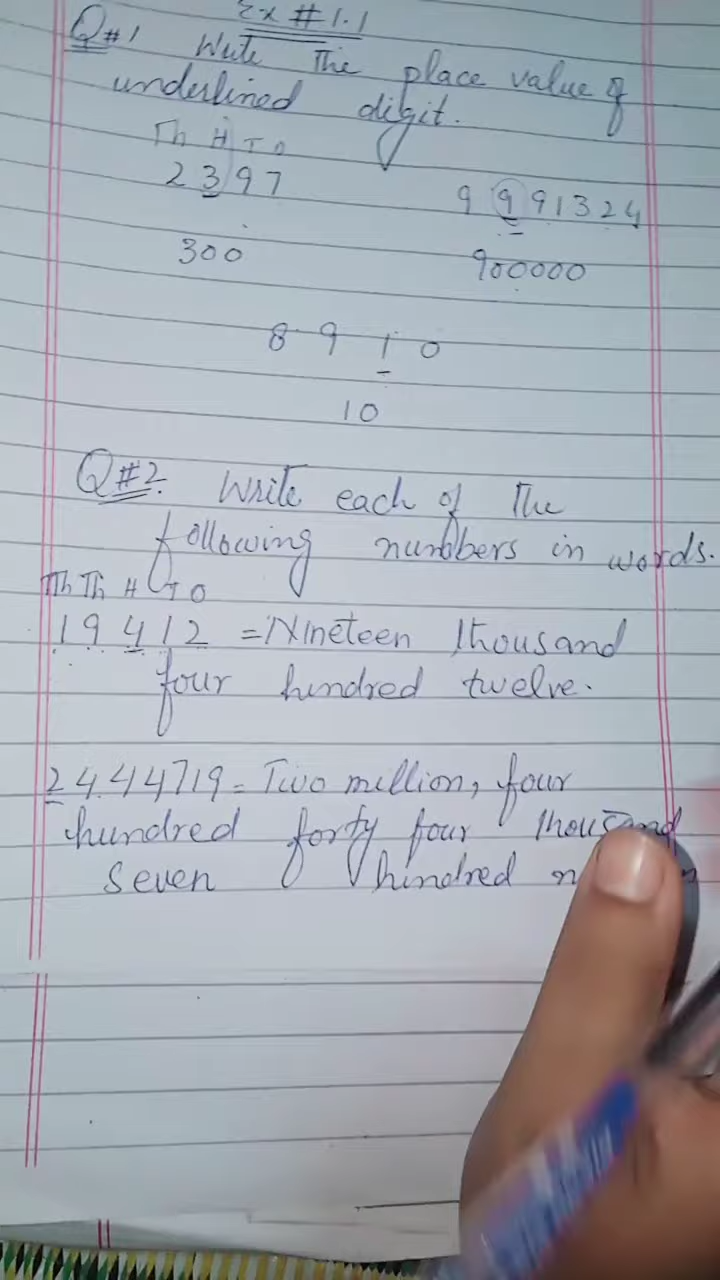 Ex # 1.1
Q#1 Write The place value of
underlined digit.
Th H T O
2 3 9 7
9 9 9 1 3 2 4
300
900000
8 9 1 0
10
Q#2. Write each of The
following numbers in words.
Th Th H T O
19412 = Nineteen Thousand
four hundred twelve.
2444719 = Two million, four
hundred forty four Thousand
seven hundred